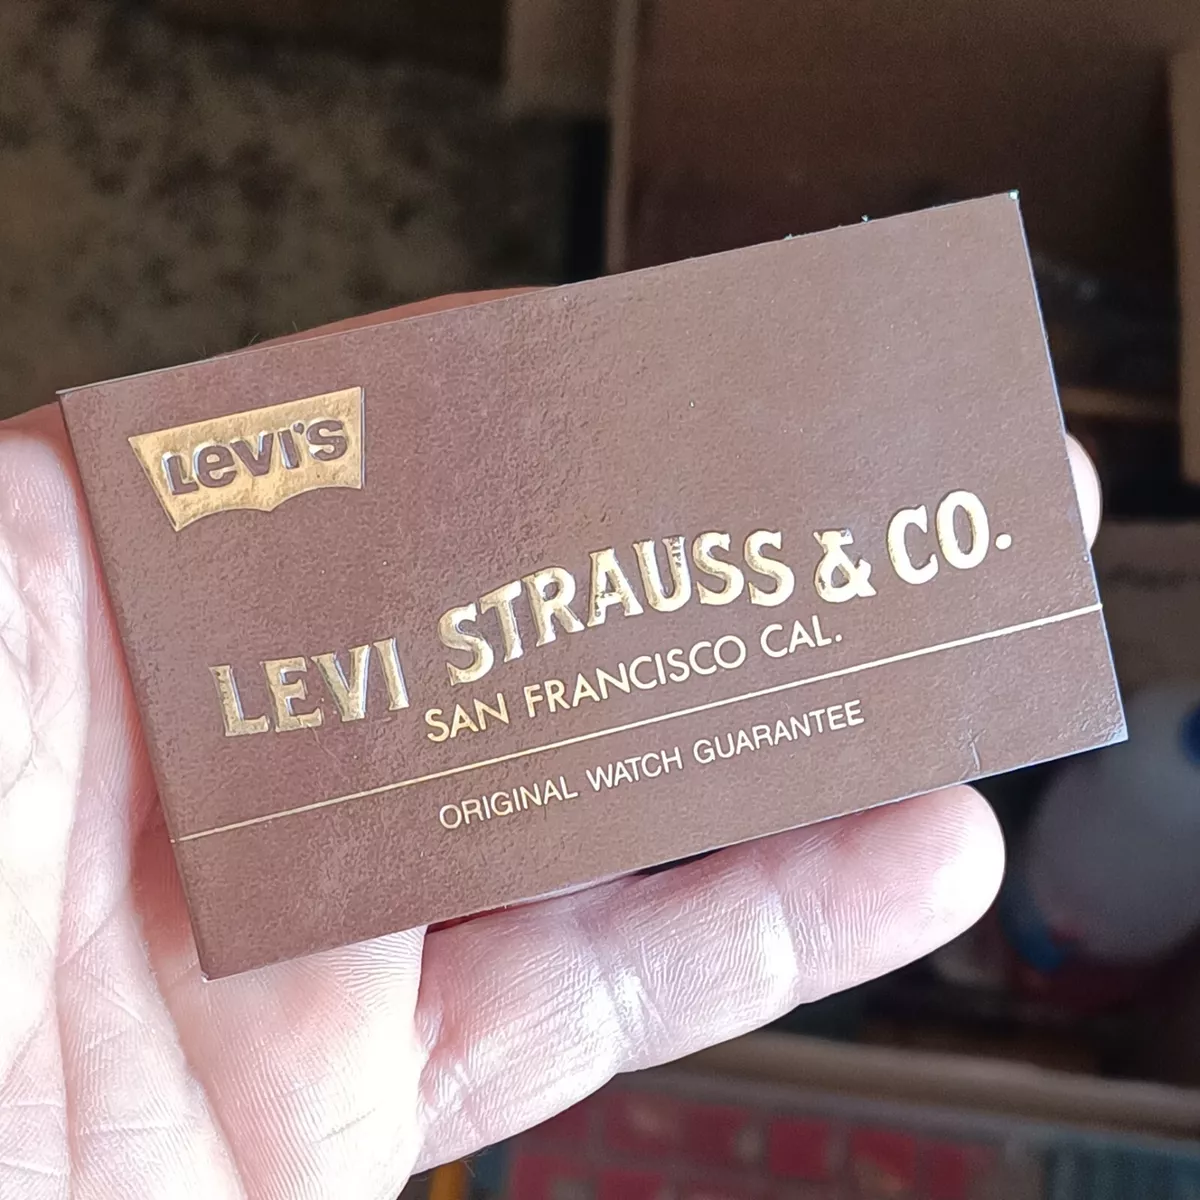 Levi's
LEVI STRAUSS & CO.
SAN FRANCISCO CAL.
ORIGINAL WATCH GUARANTEE